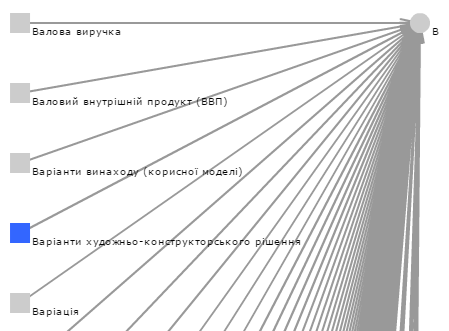 Валова виручка
В
Валовий внутрішній продукт (ВВП)
Варіанти винаходу (корисної моделі)
Варіанти художньо-конструкторського рішення
Варіація